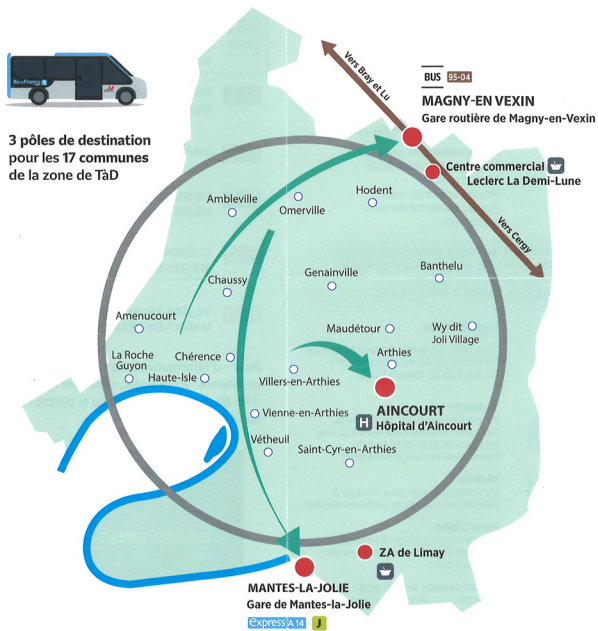 îledeFrance
3 pôles de destination
pour les 17 communes
de la zone de TàD
Vers Bray et Lu
BUS 95-04
MAGNY-EN VEXIN
Gare routière de Magny-en-Vexin
Centre commercial
Leclerc La Demi-Lune
Vers Cergy
Ambleville
Omerville
Hodent
Chaussy
Genainville
Banthelu
Amenucourt
Maudétour
Wy dit
Joli Village
La Roche
Guyon
Chérence
Haute-Isle
Arthies
Villers-en-Arthies
AINCOURT
H Hôpital d'Aincourt
Vienne-en-Arthies
Vétheuil
Saint-Cyr-en-Arthies
ZA de Limay
MANTES-LA-JOLIE
Gare de Mantes-la-Jolie
express A 14 J